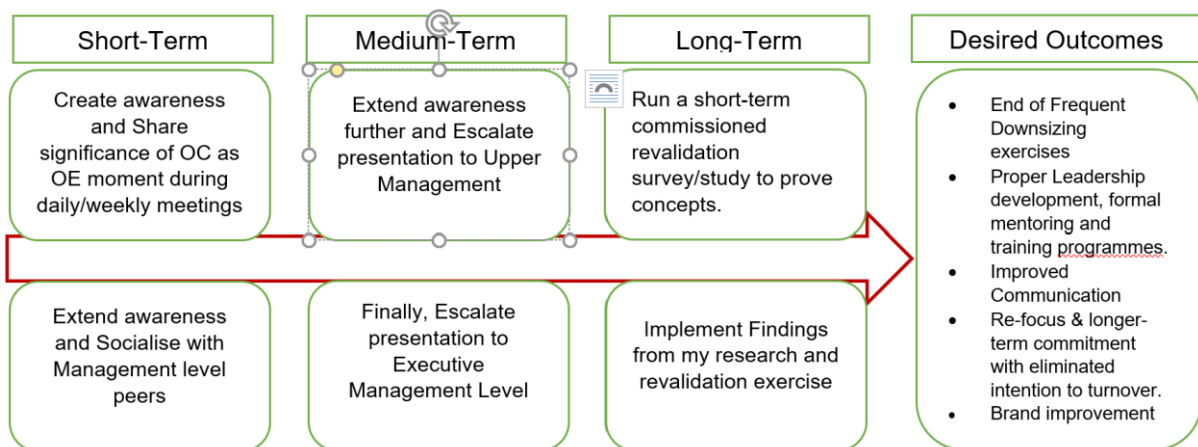 Short-Term
Medium-Term
Long-Term
Desired Outcomes
Create awareness
and Share
significance of OC as
OE moment during
daily/weekly meetings
Extend awareness
further and Escalate
presentation to Upper
Management
Run a short-term
commissioned
revalidation
survey/study to prove
concepts.
Extend awareness
and Socialise with
Management level
peers
Finally, Escalate
presentation to
Executive
Management Level
Implement Findings
from my research and
revalidation exercise
• End of Frequent
Downsizing
exercises
• Proper Leadership
development, formal
mentoring and
training programmes.
• Improved
Communication
• Re-focus & longer-
term commitment
with eliminated
intention to turnover.
• Brand improvement